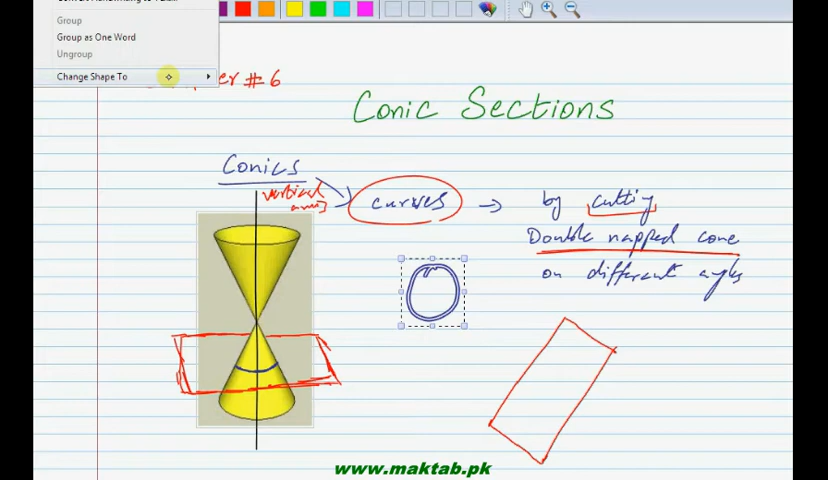 Group
Group as One Word
Ungroup
Change Shape To
# 6
Conic Sections
Conics
vertical
curves → by cutting
Double napped cone
on different angles
www.maktab.pk